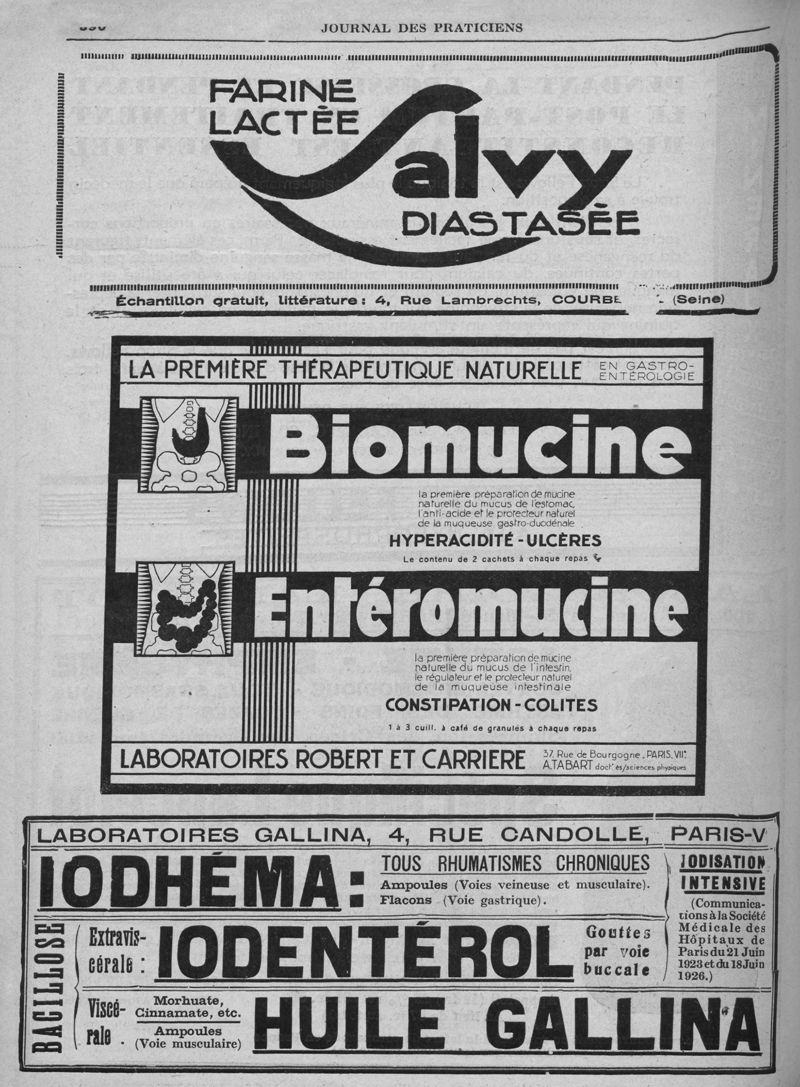 JOURNAL DES PRATICIENS
FARINE
LACTÉE
Salvy
DIASTASÉE
Échantillon gratuit, littérature: 4, Rue Lambrechts, COURBE (Seine)
LA PREMIÈRE THÉRAPEUTIQUE NATURELLE
EN GASTRO-
ENTÉROLOGIE
Biomucine
la première préparation de mucine
naturelle du mucus de l'estomac,
l'anti-acide et le protecteur naturel
de la muqueuse gastro-duodénale
HYPERACIDITÉ - ULCÈRES
Le contenu de 2 cachets à chaque repas
Entéromucine
la première préparation de mucine
naturelle du mucus de l'intestin,
le régulateur et le protecteur naturel
de la muqueuse intestinale
CONSTIPATION - COLITES
1 à 3 cuill. à café de granulés à chaque repas
LABORATOIRES ROBERT ET CARRIERE
37, Rue de Bourgogne - PARIS. VIIᵉ
A. TABART doctʳ ès/sciences physiques
LABORATOIRES GALLINA, 4, RUE CANDOLLE, PARIS-V
IODHÉMA:
TOUS RHUMATISMES CHRONIQUES
Ampoules (Voies veineuse et musculaire).
Flacons (Voie gastrique).
IODISATION
INTENSIVE
(Communica-
tions à la Société
Médicale des
Hôpitaux de
Paris du 21 Juin
1923 et du 18 Juin
1926.)
BACILLOSE
Extravis-
cérale :
IODENTÉROL
Gouttes
par voie
buccale
Viscé-
rale .
Morhuate,
Cinnamate, etc.
Ampoules
(Voie musculaire)
HUILE GALLINA